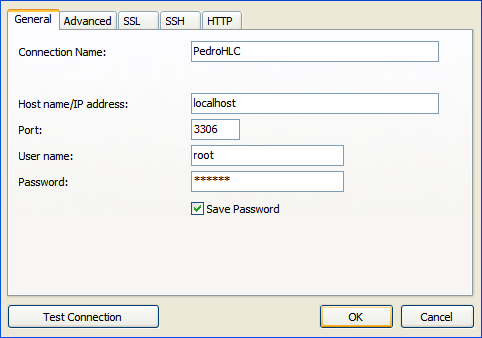 General Advanced SSL SSH HTTP
Connection Name: PedroHLC
Host name/IP address: localhost
Port: 3306
User name: root
Password: ******
Save Password
Test Connection OK Cancel